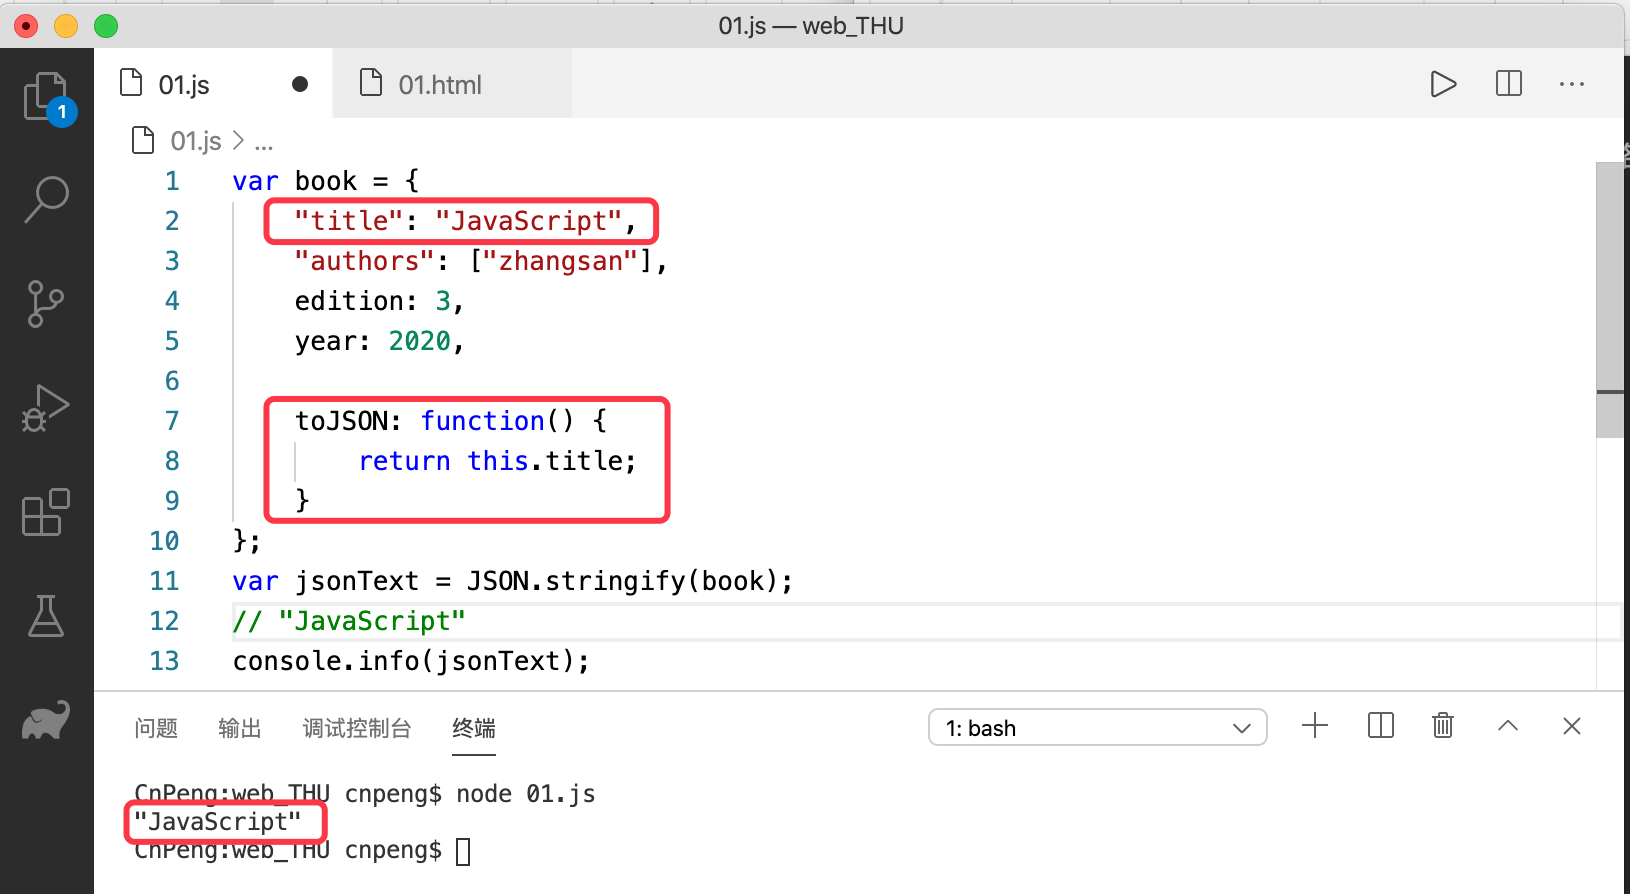 01.js — web_THU
01.js
01.html
1
01.js > ...
1 var book = {
2 "title": "JavaScript",
3 "authors": ["zhangsan"],
4 edition: 3,
5 year: 2020,
6
7 toJSON: function() {
8 return this.title;
9 }
10 };
11 var jsonText = JSON.stringify(book);
12 // "JavaScript"
13 console.info(jsonText);
问题 输出 调试控制台 终端 1: bash
CnPeng:web_THU cnpeng$ node 01.js
"JavaScript"
CnPeng:web_THU cnpeng$